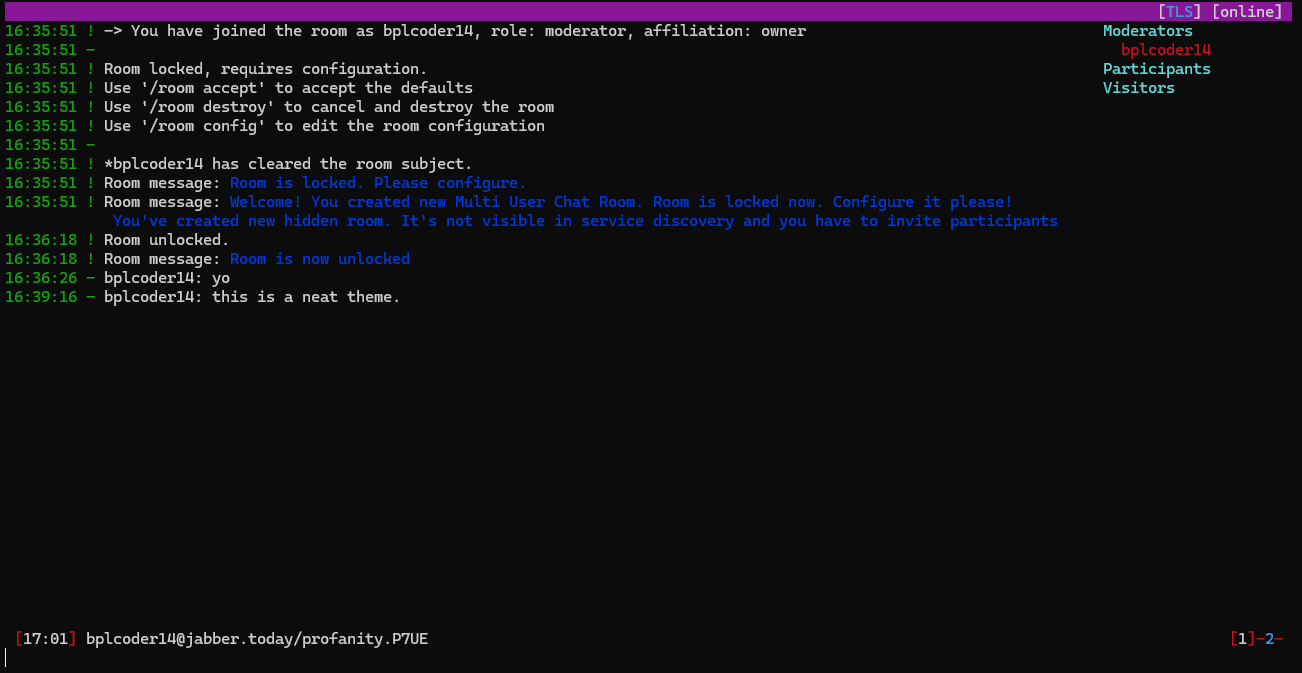 [TLS] [online]
16:35:51 ! -> You have joined the room as bplcoder14, role: moderator, affiliation: owner
16:35:51 -
16:35:51 ! Room locked, requires configuration.
16:35:51 ! Use '/room accept' to accept the defaults
16:35:51 ! Use '/room destroy' to cancel and destroy the room
16:35:51 ! Use '/room config' to edit the room configuration
16:35:51 -
16:35:51 ! *bplcoder14 has cleared the room subject.
16:35:51 ! Room message: Room is locked. Please configure.
16:35:51 ! Room message: Welcome! You created new Multi User Chat Room. Room is locked now. Configure it please!
You've created new hidden room. It's not visible in service discovery and you have to invite participants
16:36:18 ! Room unlocked.
16:36:18 ! Room message: Room is now unlocked
16:36:26 - bplcoder14: yo
16:39:16 - bplcoder14: this is a neat theme.
Moderators
bplcoder14
Participants
Visitors
[17:01] bplcoder14@jabber.today/profanity.P7UE
[1]-2-